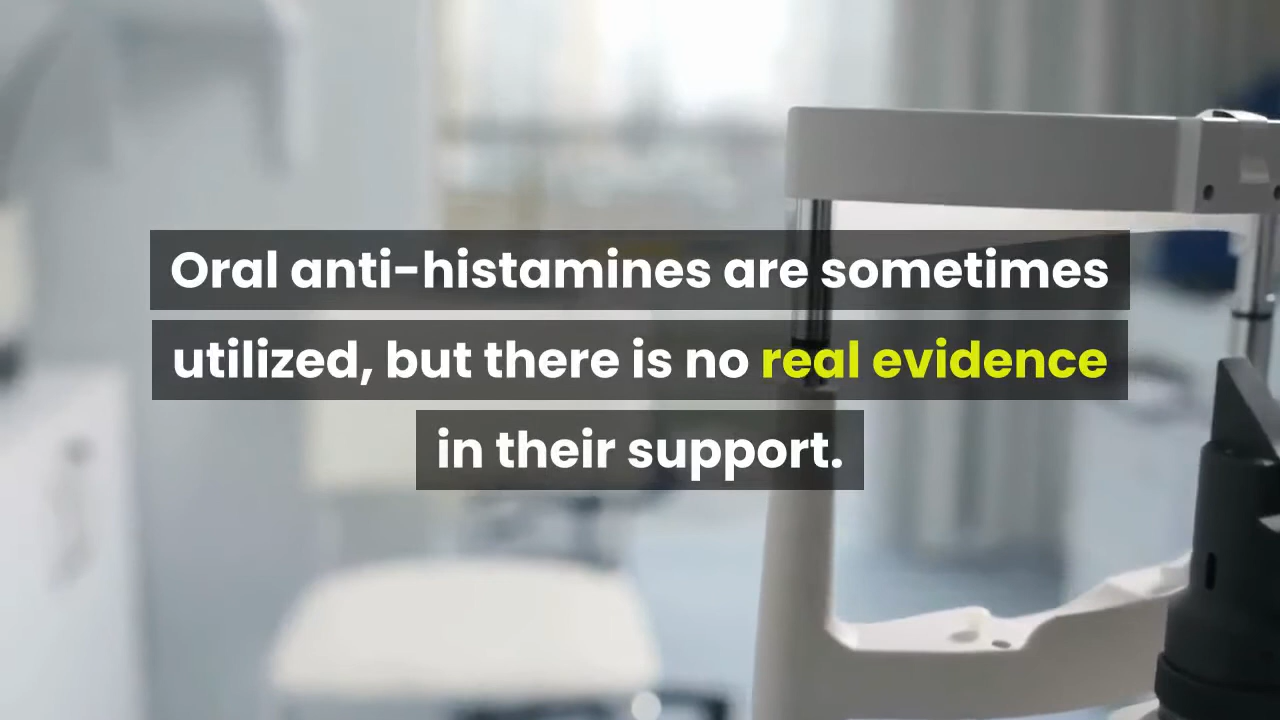 Oral anti-histamines are sometimes
utilized, but there is no real evidence
in their support.